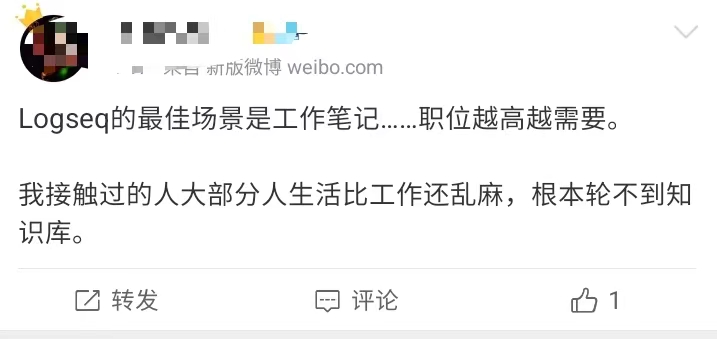 来自 新版微博 weibo.com
Logseq的最佳场景是工作笔记……职位越高越需要。
我接触过的人大部分人生活比工作还乱麻，根本轮不到知
识库。
转发
评论
1